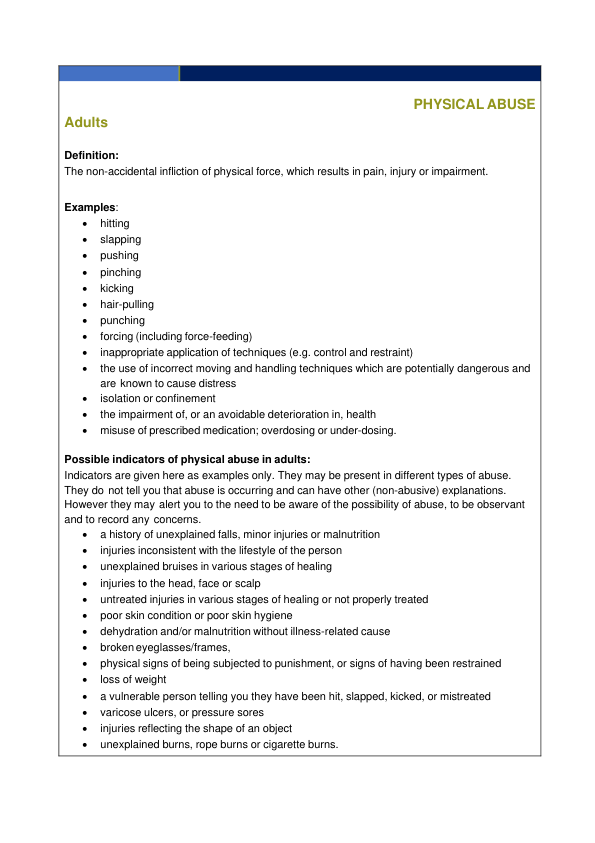 PHYSICAL ABUSE
Adults
Definition:
The non-accidental infliction of physical force, which results in pain, injury or impairment.
Examples:
• hitting
• slapping
• pushing
• pinching
• kicking
• hair-pulling
• punching
• forcing (including force-feeding)
• inappropriate application of techniques (e.g. control and restraint)
• the use of incorrect moving and handling techniques which are potentially dangerous and
are known to cause distress
• isolation or confinement
• the impairment of, or an avoidable deterioration in, health
• misuse of prescribed medication; overdosing or under-dosing.
Possible indicators of physical abuse in adults:
Indicators are given here as examples only. They may be present in different types of abuse.
They do not tell you that abuse is occurring and can have other (non-abusive) explanations.
However they may alert you to the need to be aware of the possibility of abuse, to be observant
and to record any concerns.
• a history of unexplained falls, minor injuries or malnutrition
• injuries inconsistent with the lifestyle of the person
• unexplained bruises in various stages of healing
• injuries to the head, face or scalp
• untreated injuries in various stages of healing or not properly treated
• poor skin condition or poor skin hygiene
• dehydration and/or malnutrition without illness-related cause
• broken eyeglasses/frames,
• physical signs of being subjected to punishment, or signs of having been restrained
• loss of weight
• a vulnerable person telling you they have been hit, slapped, kicked, or mistreated
• varicose ulcers, or pressure sores
• injuries reflecting the shape of an object
• unexplained burns, rope burns or cigarette burns.